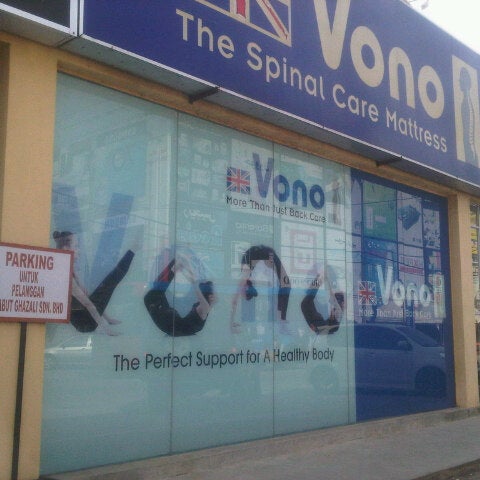 Vono
The Spinal Care Mattress
Vono
More Than Just Back Care
Vono
More Than Just Back Care
vono
The Perfect Support for A Healthy Body
PARKING
UNTUK
PELANGGAN
ABUT GHAZALI SDN. BHD